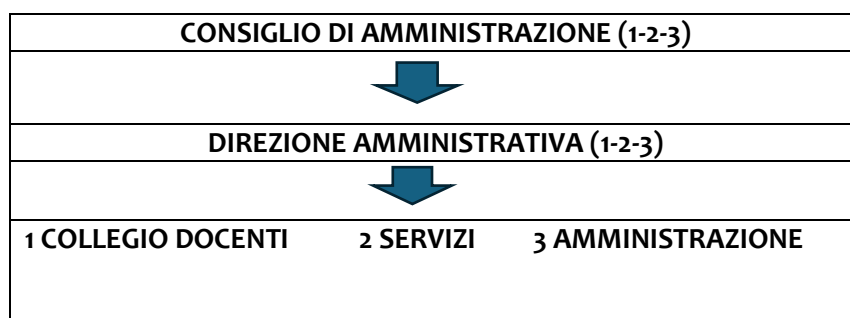 CONSIGLIO DI AMMINISTRAZIONE (1-2-3)
DIREZIONE AMMINISTRATIVA (1-2-3)
1 COLLEGIO DOCENTI 2 SERVIZI 3 AMMINISTRAZIONE